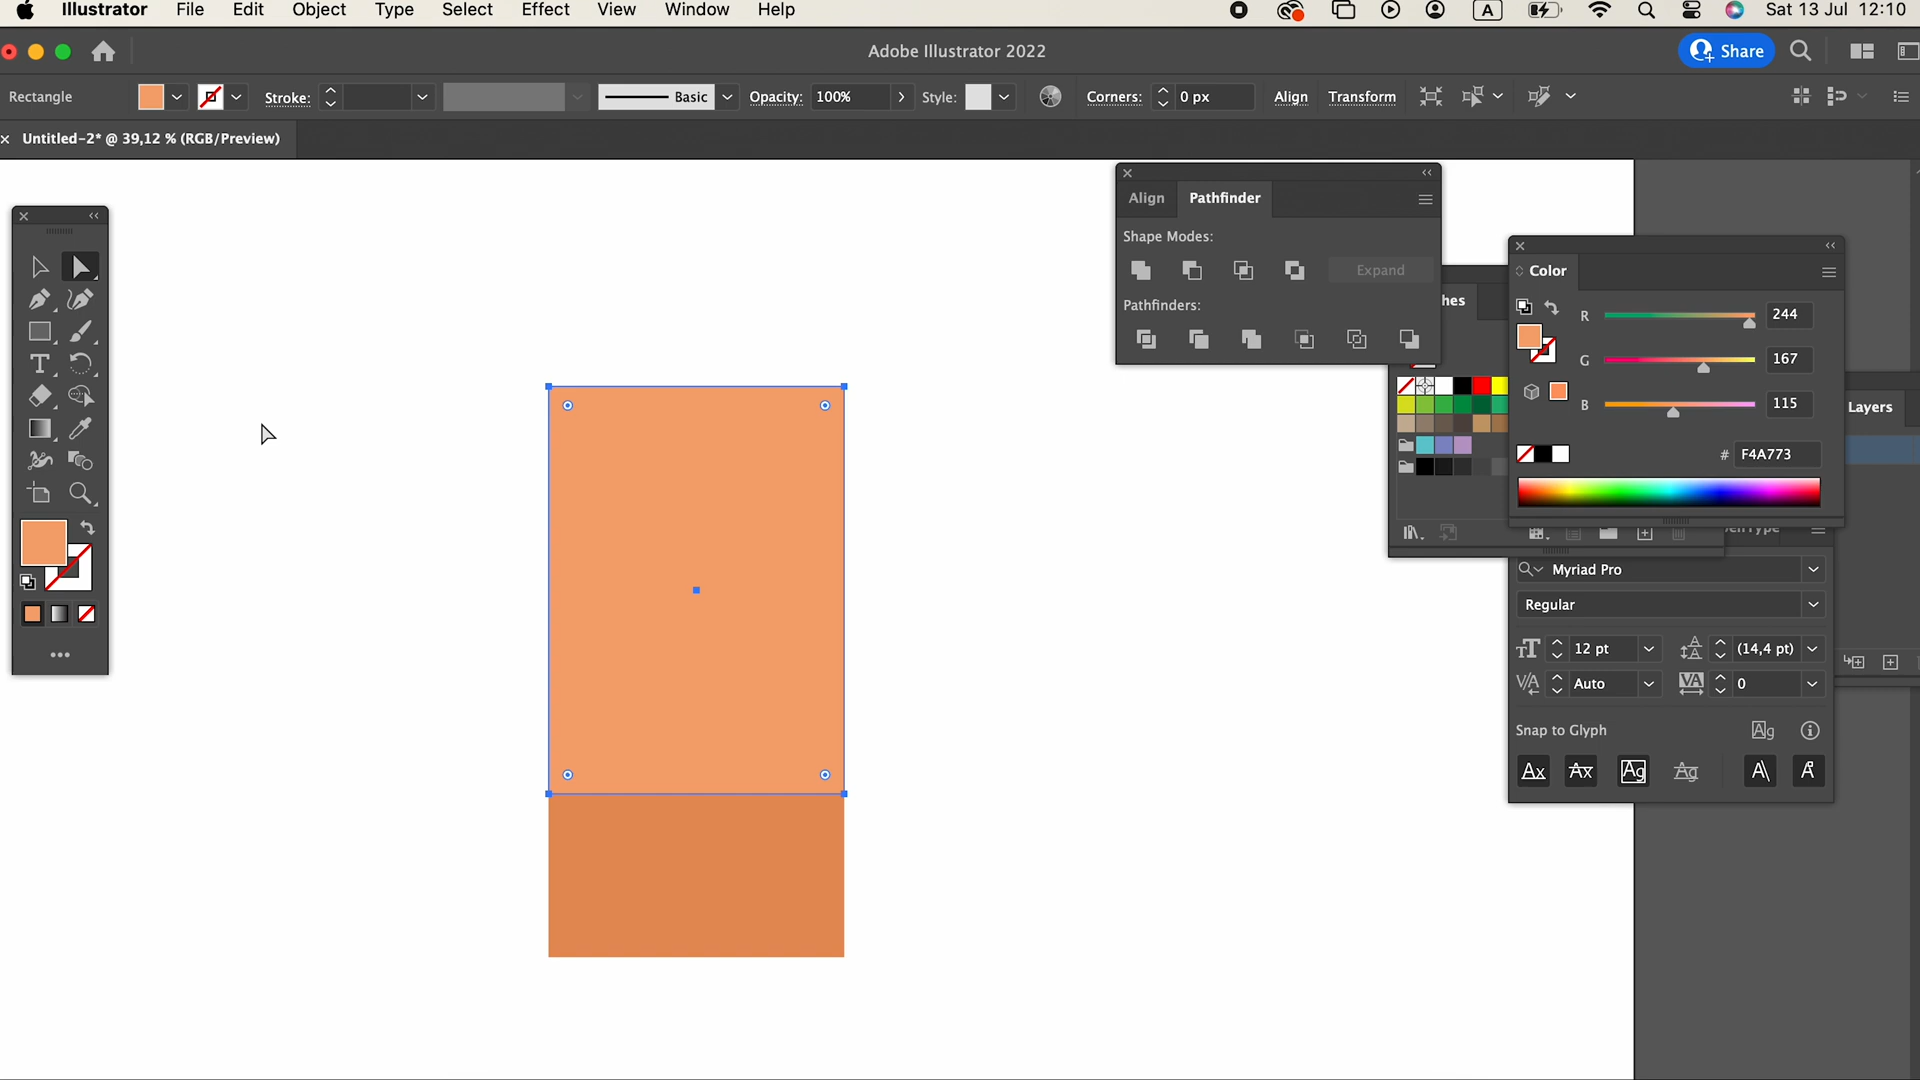 Illustrator File Edit Object Type Select Effect View Window Help A Sat 13 Jul 12:10
Adobe Illustrator 2022 Share
Rectangle Stroke: Basic Opacity: 100% Style: Corners: 0 px Align Transform
Untitled-2* @ 39,12 % (RGB/Preview)
Align Pathfinder
Shape Modes:
Expand
Pathfinders:
Color
R 244
G 167
B 115
# F4A773
Layers
Myriad Pro
Regular
12 pt (14,4 pt)
Auto 0
Snap to Glyph